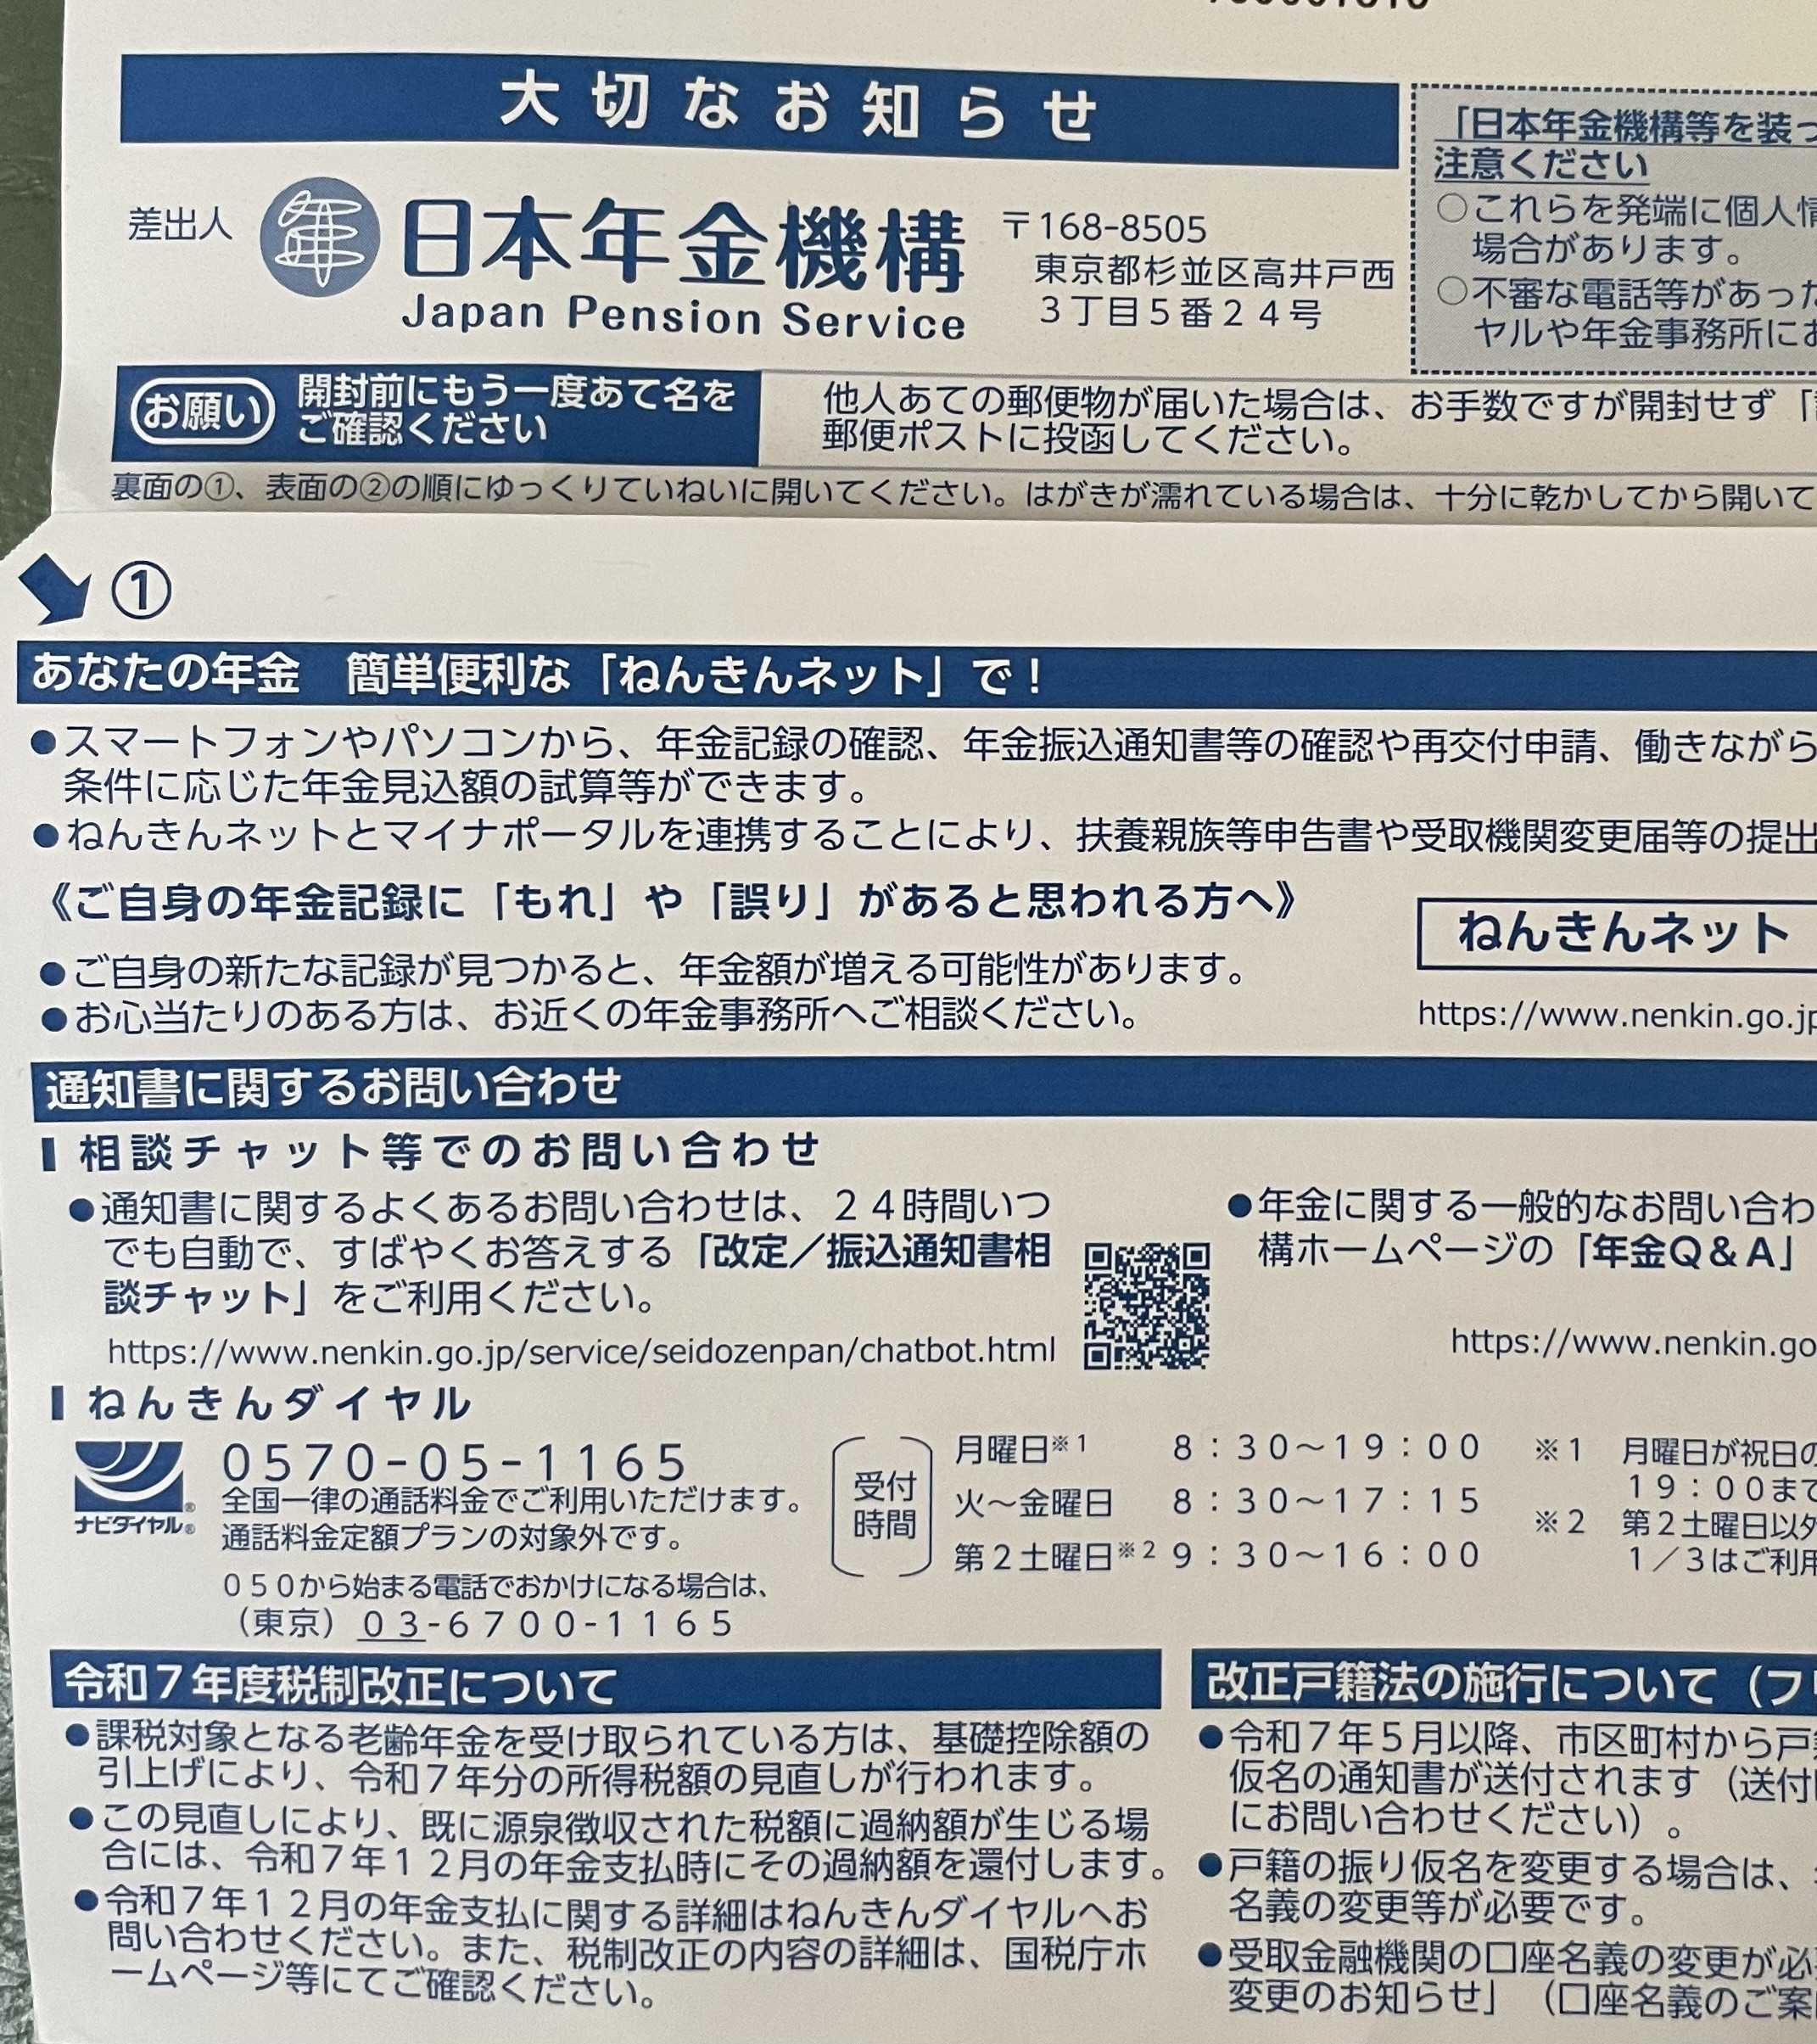 大切なお知らせ
差出人
日本年金機構
Japan Pension Service
〒168-8505
東京都杉並区高井戸西
3丁目5番24号
「日本年金機構等を装っ
注意ください
○これらを発端に個人情
場合があります。
○不審な電話等があった
ヤルや年金事務所にお
お願い
開封前にもう一度あて名を
ご確認ください
他人あての郵便物が届いた場合は、お手数ですが開封せず「
郵便ポストに投函してください。
裏面の①、表面の②の順にゆっくりていねいに開いてください。はがきが濡れている場合は、十分に乾かしてから開いて
①
あなたの年金 簡単便利な「ねんきんネット」で！
●スマートフォンやパソコンから、年金記録の確認、年金振込通知書等の確認や再交付申請、働きながら
条件に応じた年金見込額の試算等ができます。
●ねんきんネットとマイナポータルを連携することにより、扶養親族等申告書や受取機関変更届等の提出
《ご自身の年金記録に「もれ」や「誤り」があると思われる方へ》
●ご自身の新たな記録が見つかると、年金額が増える可能性があります。
●お心当たりのある方は、お近くの年金事務所へご相談ください。
ねんきんネット
https://www.nenkin.go.jp
通知書に関するお問い合わせ
相談チャット等でのお問い合わせ
●通知書に関するよくあるお問い合わせは、24時間いつ
でも自動で、すばやくお答えする「改定／振込通知書相
談チャット」をご利用ください。
https://www.nenkin.go.jp/service/seidozenpan/chatbot.html
●年金に関する一般的なお問い合わ
構ホームページの「年金Q＆A」
https://www.nenkin.go
ねんきんダイヤル
ナビダイヤル®
0570-05-1165
全国一律の通話料金でご利用いただけます。
通話料金定額プランの対象外です。
050から始まる電話でおかけになる場合は、
（東京）03-6700-1165
受付
時間
月曜日※1 8：30～19：00
火～金曜日 8：30～17：15
第2土曜日※2 9：30～16：00
※1 月曜日が祝日の
19：00まで
※2 第2土曜日以外
1／3はご利用
令和7年度税制改正について
●課税対象となる老齢年金を受け取られている方は、基礎控除額の
引上げにより、令和7年分の所得税額の見直しが行われます。
●この見直しにより、既に源泉徴収された税額に過納額が生じる場
合には、令和7年12月の年金支払時にその過納額を還付します。
●令和7年12月の年金支払に関する詳細はねんきんダイヤルへお
問い合わせください。また、税制改正の内容の詳細は、国税庁ホ
ームページ等にてご確認ください。
改正戸籍法の施行について（フリ
●令和7年5月以降、市区町村から戸籍
仮名の通知書が送付されます（送付
にお問い合わせください）。
●戸籍の振り仮名を変更する場合は、
名義の変更等が必要です。
●受取金融機関の口座名義の変更が必
変更のお知らせ」（口座名義のご案